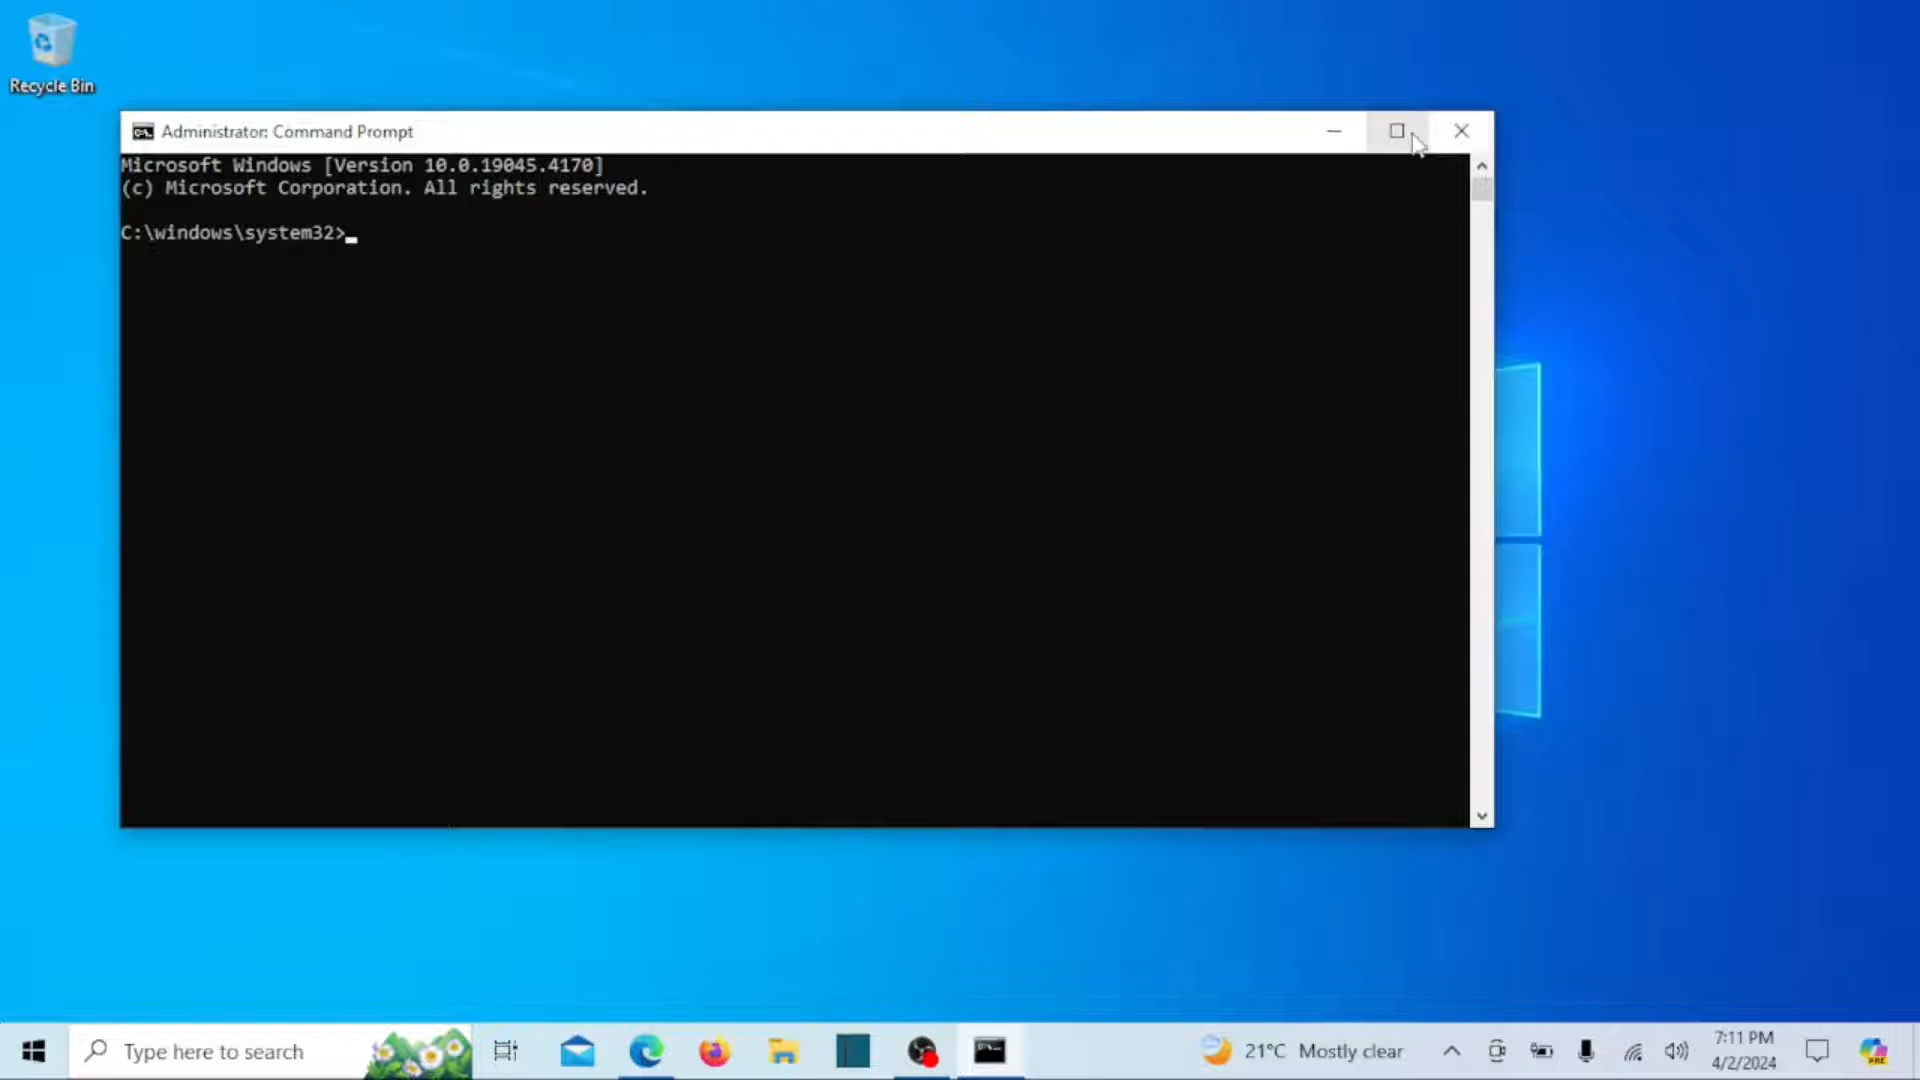 Recycle Bin
Administrator: Command Prompt
Microsoft Windows [Version 10.0.19045.4170]
(c) Microsoft Corporation. All rights reserved.
C:\windows\system32>
Type here to search
21°C Mostly clear
7:11 PM
4/2/2024
PRE